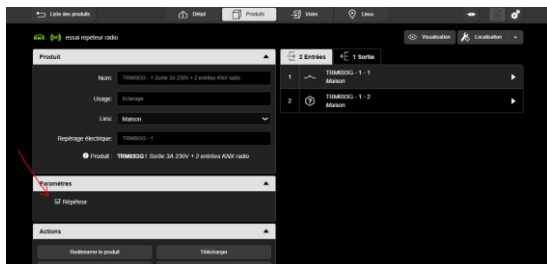 Liste des produits
Détail
Produits
Vues
Lieux
KNX essai repeteur radio
Visualisation
Localisation
Produit
Nom: TRM693G - 1 Sortie 3A 230V + 2 entrées KNX radio
Usage: Eclairage
Lieu: Maison
Repérage électrique: TRM693G - 1
Produit : TRM693G 1 Sortie 3A 230V + 2 entrées KNX radio
Paramètres
Répéteur
Actions
Redémarrer le produit
Télécharger
2 Entrées
1 Sortie
1 TRM693G - 1 - 1
Maison
2 TRM693G - 1 - 2
Maison